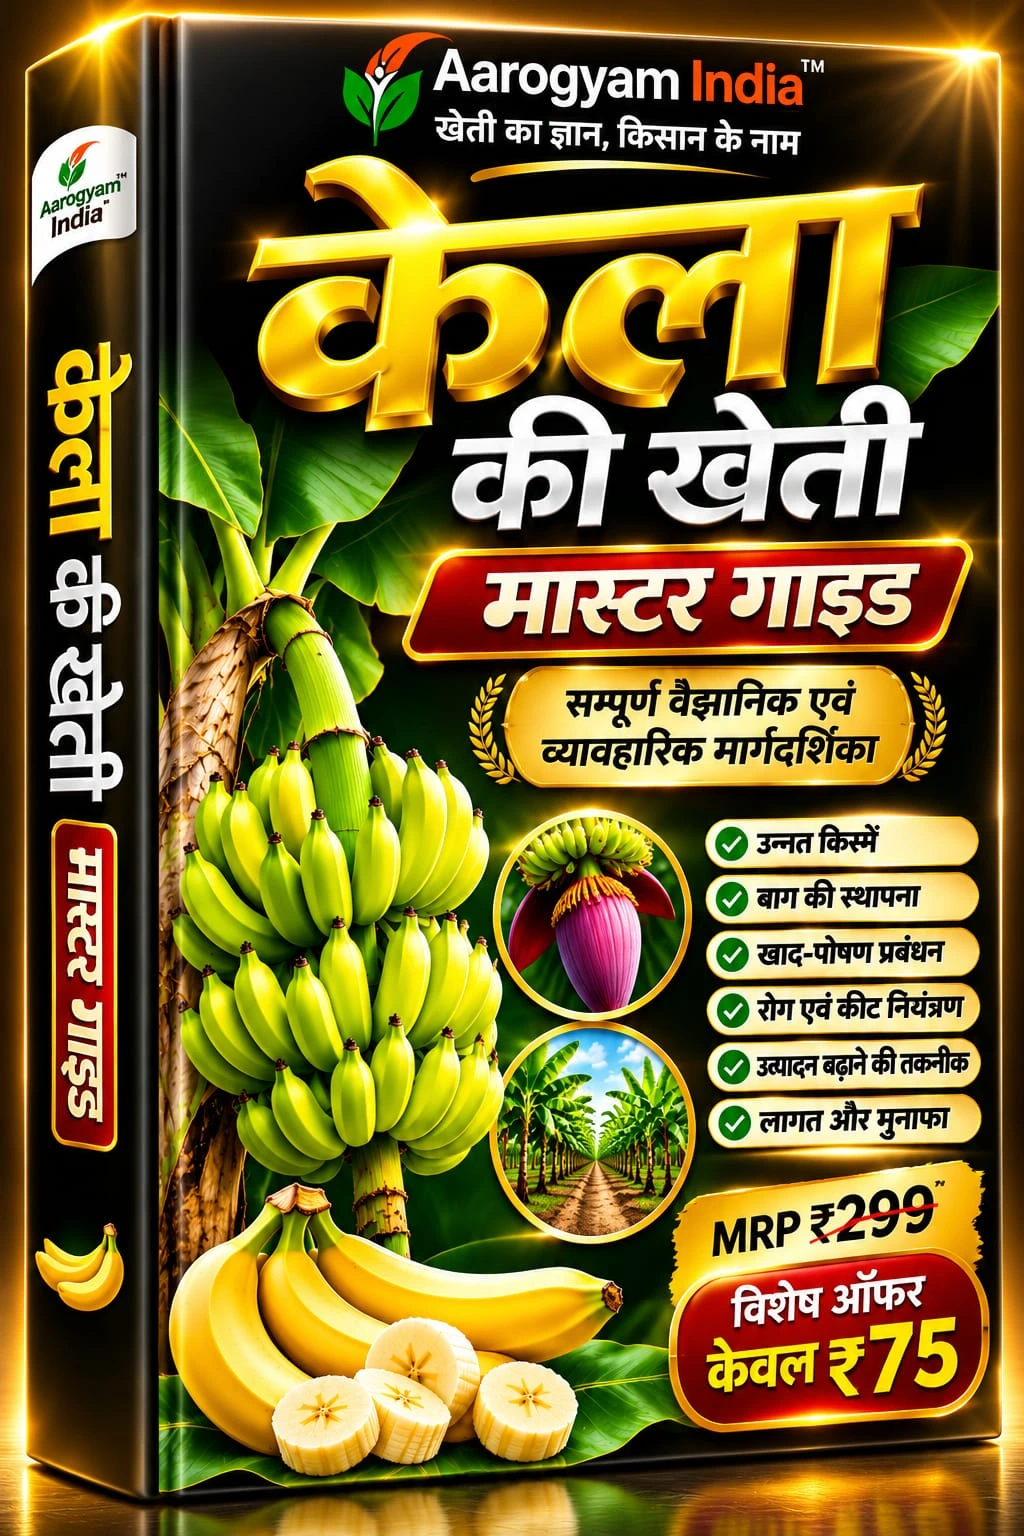 Aarogyam India™
खेती का ज्ञान, किसान के नाम
केला
की खेती
मास्टर गाइड
सम्पूर्ण वैज्ञानिक एवं
व्यावहारिक मार्गदर्शिका
उन्नत किस्में
बाग की स्थापना
खाद-पोषण प्रबंधन
रोग एवं कीट नियंत्रण
उत्पादन बढ़ाने की तकनीक
लागत और मुनाफा
MRP ₹299
विशेष ऑफर
केवल ₹75
Aarogyam™
India
केला की खेती मास्टर गाइड